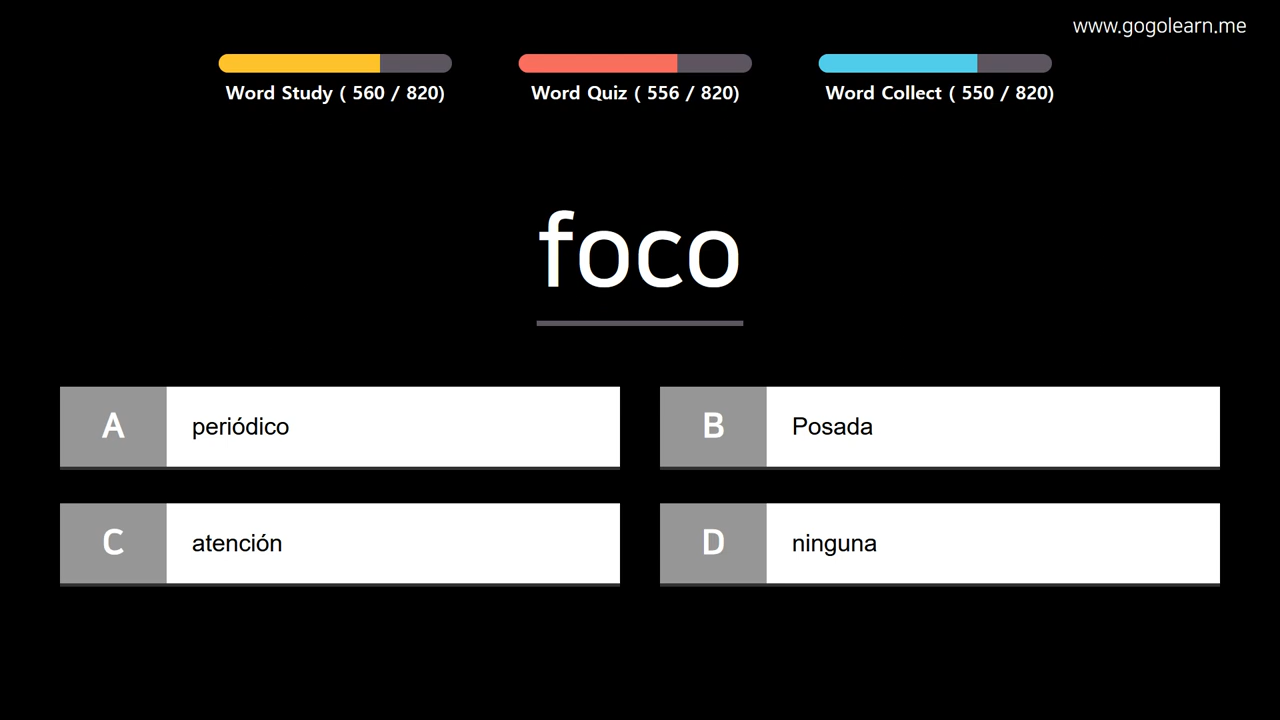 www.gogolearn.me
Word Study ( 560 / 820)
Word Quiz ( 556 / 820)
Word Collect ( 550 / 820)
foco
A periódico
B Posada
C atención
D ninguna